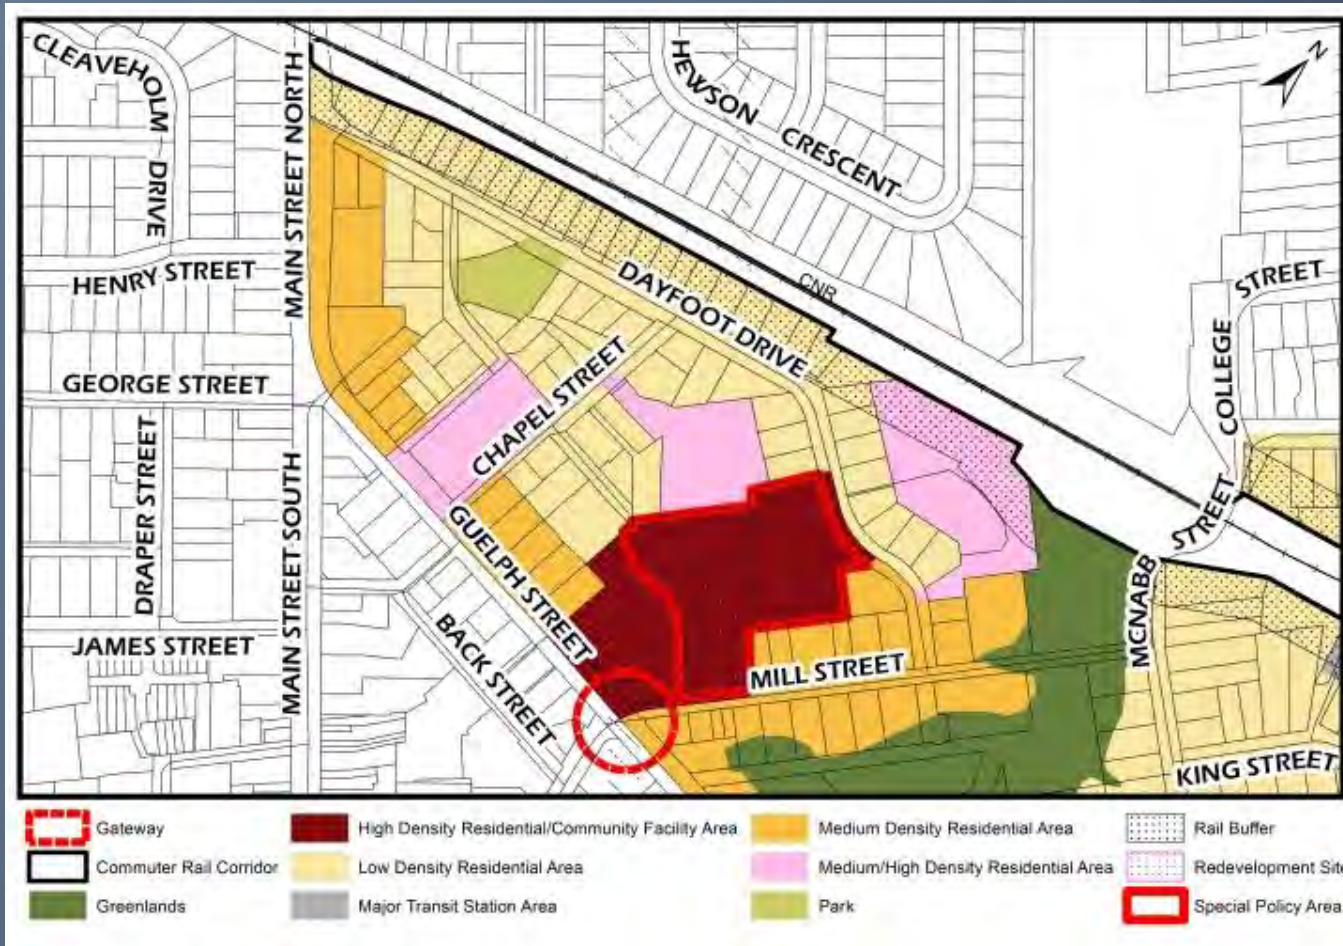 CLEAVEHOLM DRIVE
MAIN STREET NORTH
HEWSON CRESCENT
N
HENRY STREET
DAYFOOT DRIVE
CNR
STREET
COLLEGE
GEORGE STREET
CHAPEL STREET
DRAPER STREET
MAIN STREET SOUTH
GUELPH STREET
STREET
MCNABB
JAMES STREET
BACK STREET
MILL STREET
KING STREET
Gateway
High Density Residential/Community Facility Area
Medium Density Residential Area
Rail Buffer
Commuter Rail Corridor
Low Density Residential Area
Medium/High Density Residential Area
Redevelopment Site
Greenlands
Major Transit Station Area
Park
Special Policy Area